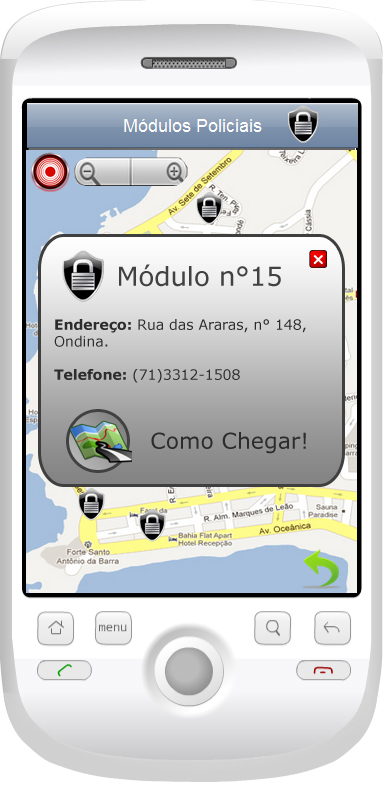 Módulos Policiais
Av. Sete de Setembro
Módulo n°15
Endereço: Rua das Araras, n° 148,
Ondina.
Telefone: (71)3312-1508
Como Chegar!
R. Alm. Marques de Leão
Sauna
Paradise
Av. Oceânica
Bahia Flat Apart
Hotel Recepção
Forte Santo
Antônio da Barra
menu